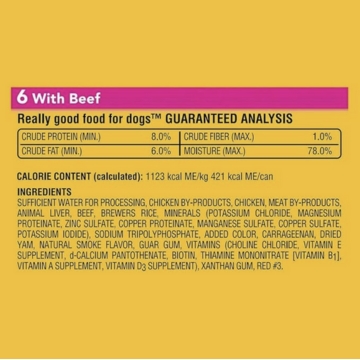 6 With Beef
Really good food for dogs™ GUARANTEED ANALYSIS
CRUDE PROTEIN (MIN.) 8.0% CRUDE FIBER (MAX.) 1.0%
CRUDE FAT (MIN.) 6.0% MOISTURE (MAX.) 78.0%
CALORIE CONTENT (calculated): 1123 kcal ME/kg 421 kcal ME/can
INGREDIENTS
SUFFICIENT WATER FOR PROCESSING, CHICKEN BY-PRODUCTS, CHICKEN, MEAT BY-PRODUCTS,
ANIMAL LIVER, BEEF, BREWERS RICE, MINERALS (POTASSIUM CHLORIDE, MAGNESIUM
PROTEINATE, ZINC SULFATE, COPPER PROTEINATE, MANGANESE SULFATE, COPPER SULFATE,
POTASSIUM IODIDE), SODIUM TRIPOLYPHOSPHATE, ADDED COLOR, CARRAGEENAN, DRIED
YAM, NATURAL SMOKE FLAVOR, GUAR GUM, VITAMINS (CHOLINE CHLORIDE, VITAMIN E
SUPPLEMENT, d-CALCIUM PANTOTHENATE, BIOTIN, THIAMINE MONONITRATE [VITAMIN B1],
VITAMIN A SUPPLEMENT, VITAMIN D3 SUPPLEMENT), XANTHAN GUM, RED #3.